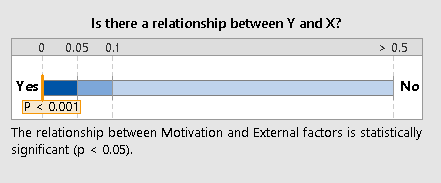 Is there a relationship between Y and X?
0 0.05 0.1 > 0.5
Yes No
P < 0.001
The relationship between Motivation and External factors is statistically
significant (p < 0.05).